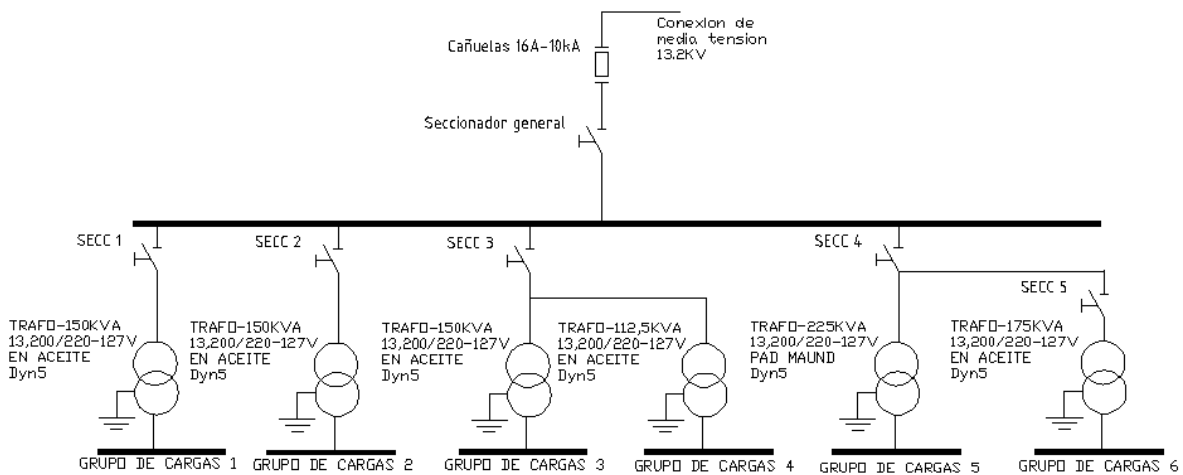 Conexion de
media tension
13.2KV
Cañuelas 16A-10kA
Seccionador general
SECC 1
SECC 2
SECC 3
SECC 4
SECC 5
TRAFO-150KVA
13,200/220-127V
EN ACEITE
Dyn5
TRAFO-150KVA
13,200/220-127V
EN ACEITE
Dyn5
TRAFO-150KVA
13,200/220-127V
EN ACEITE
Dyn5
TRAFO-112,5KVA
13,200/220-127V
EN ACEITE
Dyn5
TRAFO-225KVA
13,200/220-127V
PAD MAUND
Dyn5
TRAFO-175KVA
13,200/220-127V
EN ACEITE
Dyn5
GRUPO DE CARGAS 1
GRUPO DE CARGAS 2
GRUPO DE CARGAS 3
GRUPO DE CARGAS 4
GRUPO DE CARGAS 5
GRUPO DE CARGAS 6